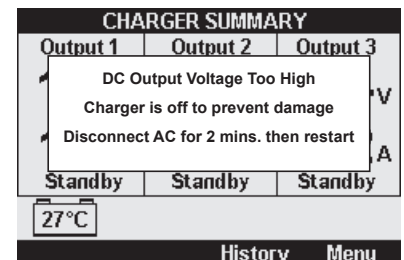 CHARGER SUMMARY
Output 1 Output 2 Output 3
DC Output Voltage Too High
Charger is off to prevent damage
Disconnect AC for 2 mins. then restart
V
A
Standby Standby Standby
27°C
History Menu